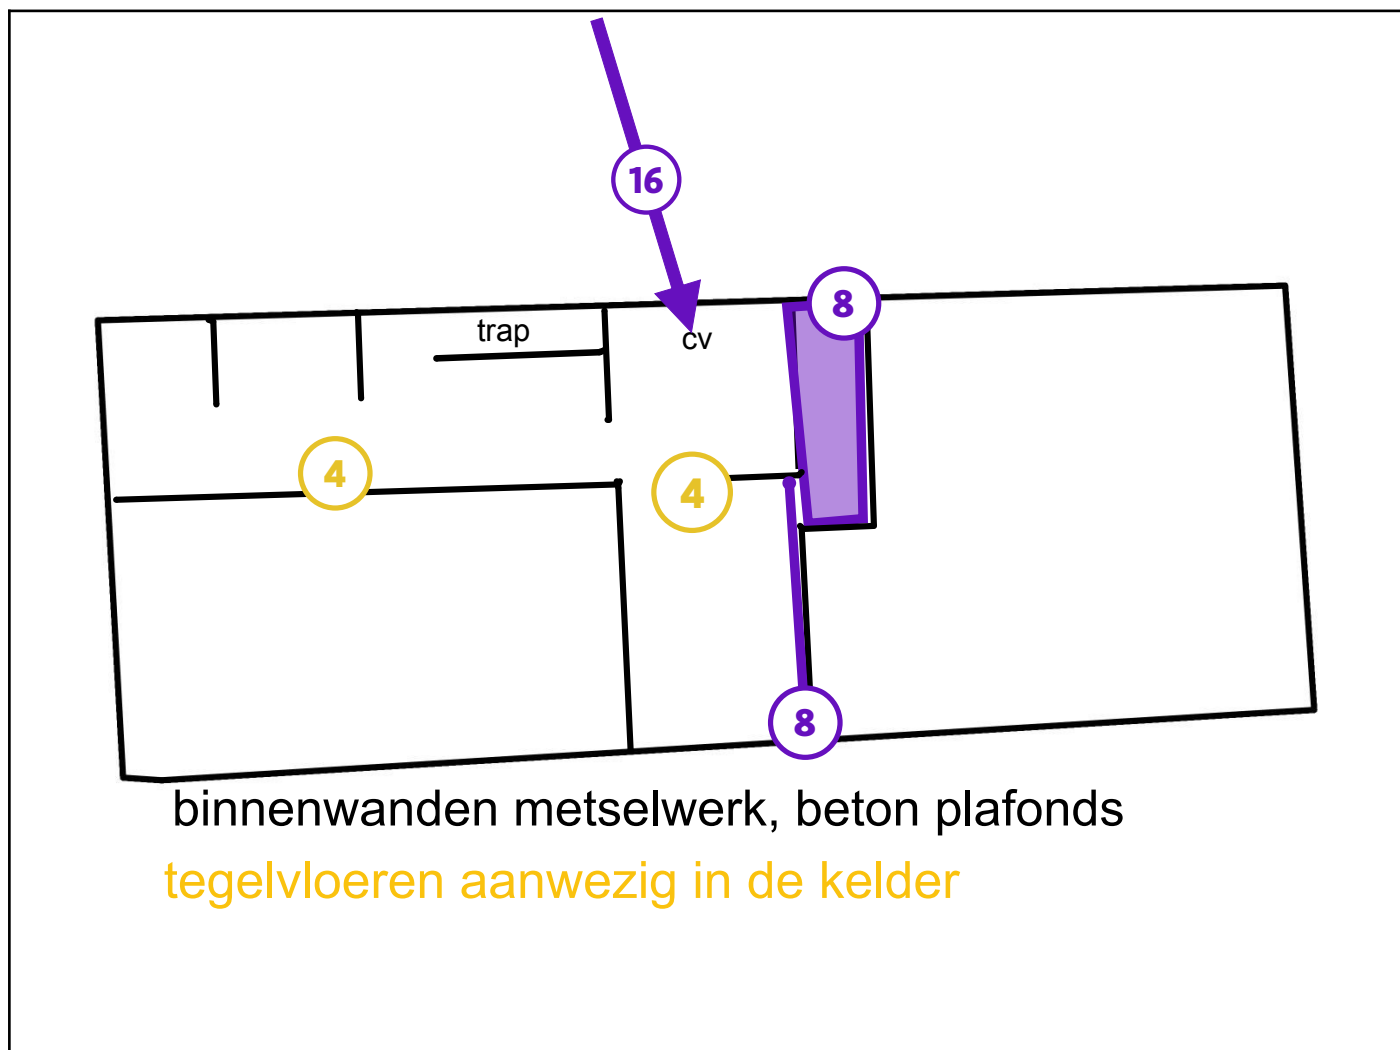 16
8
trap
cv
4
4
8
binnenwanden metselwerk, beton plafonds
tegelvloeren aanwezig in de kelder